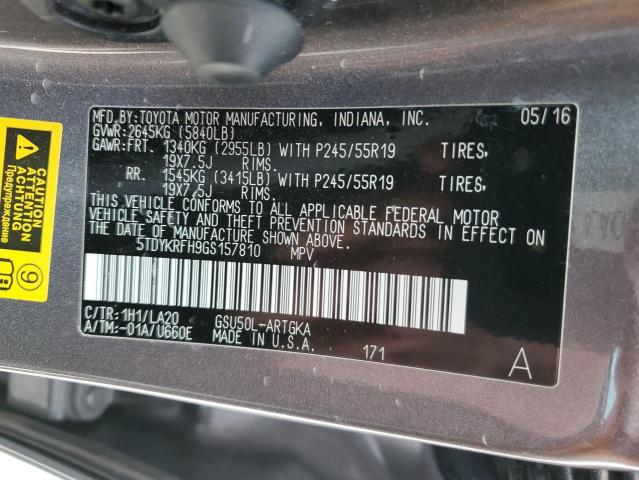 MFD.BY:TOYOTA MOTOR MANUFACTURING, INDIANA, INC. 05/16
GVWR:2645KG (5840LB)
GAWR:FRT. 1340KG (2955LB) WITH P245/55R19 TIRES,
19X7.5J RIMS.
RR. 1545KG (3415LB) WITH P245/55R19 TIRES,
19X7.5J RIMS.
THIS VEHICLE CONFORMS TO ALL APPLICABLE FEDERAL MOTOR
VEHICLE SAFETY AND THEFT PREVENTION STANDARDS IN EFFECT ON
THE DATE OF MANUFACTURE SHOWN ABOVE.
5TDYKRFH9GS157810 MPV
C/TR:1H1/LA20 GSU50L-ARTGKA
A/TM:-01A/U660E MADE IN U.S.A.
171
A
CAUTION
ATTENTION
Предупреждение
9